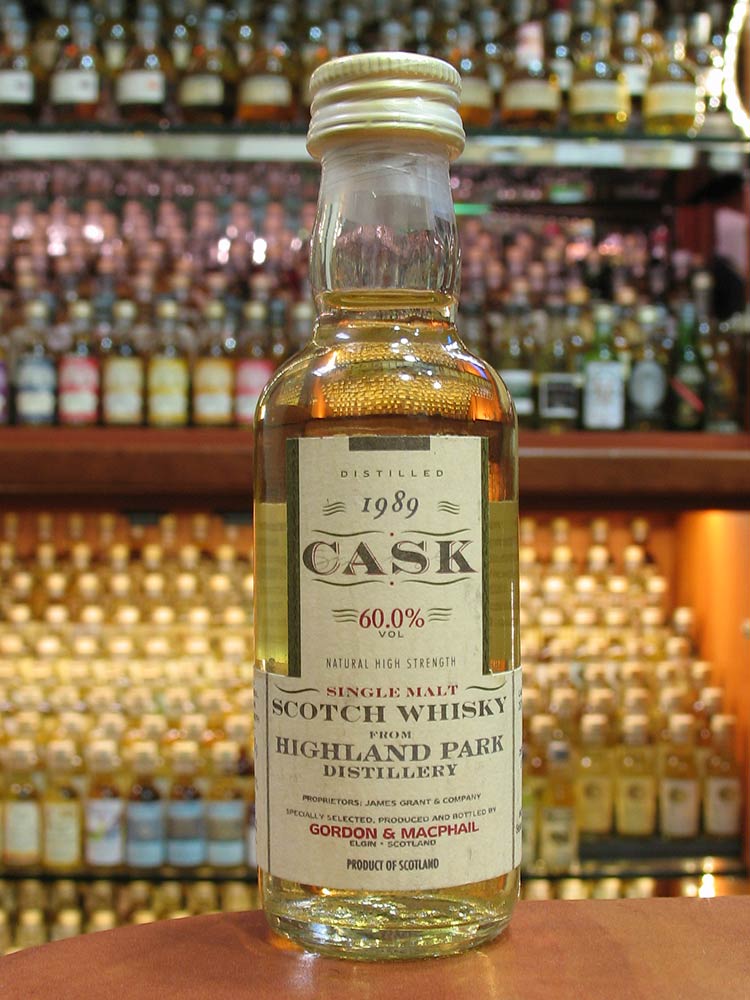 DISTILLED
1989
CASK
60.0%
VOL
NATURAL HIGH STRENGTH
SINGLE MALT
SCOTCH WHISKY
FROM
HIGHLAND PARK
DISTILLERY
PROPRIETORS: JAMES GRANT & COMPANY
SPECIALLY SELECTED, PRODUCED AND BOTTLED BY
GORDON & MACPHAIL
ELGIN · SCOTLAND
PRODUCT OF SCOTLAND